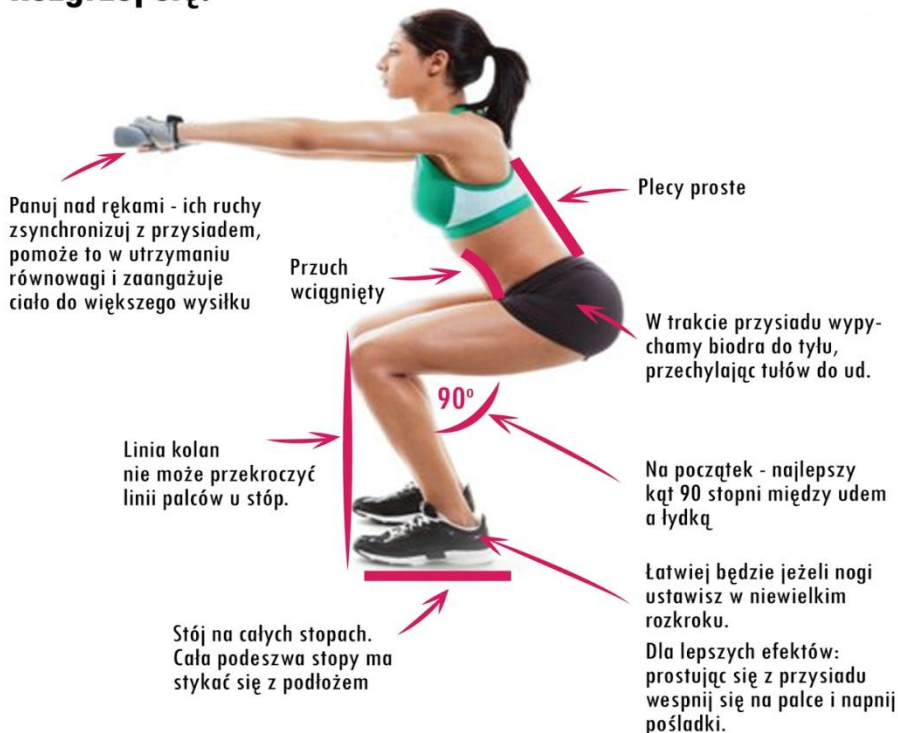 Plecy proste
Panuj nad rękami - ich ruchy
zsynchronizuj z przysiadem,
pomoże to w utrzymaniu
równowagi i zaangażuje
ciało do większego wysiłku
Przuch
wciągnięty
W trakcie przysiadu wypy-
chamy biodra do tyłu,
przechylając tułów do ud.
90º
Linia kolan
nie może przekroczyć
linii palców u stóp.
Na początek - najlepszy
kąt 90 stopni między udem
a łydką
Łatwiej będzie jeżeli nogi
ustawisz w niewielkim
rozkroku.
Stój na całych stopach.
Cała podeszwa stopy ma
stykać się z podłożem
Dla lepszych efektów:
prostując się z przysiadu
wespnij się na palce i napnij
pośladki.